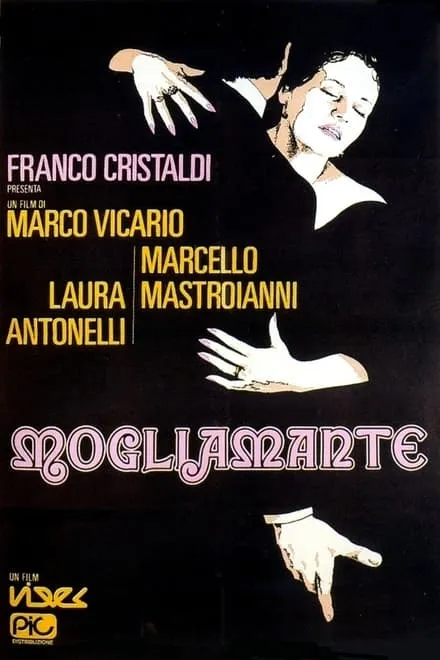 FRANCO CRISTALDI
PRESENTA
UN FILM DI
MARCO VICARIO
MARCELLO
MASTROIANNI
LAURA
ANTONELLI
MOGLIAMANTE
UN FILM
Vides
PiC
DISTRIBUZIONE